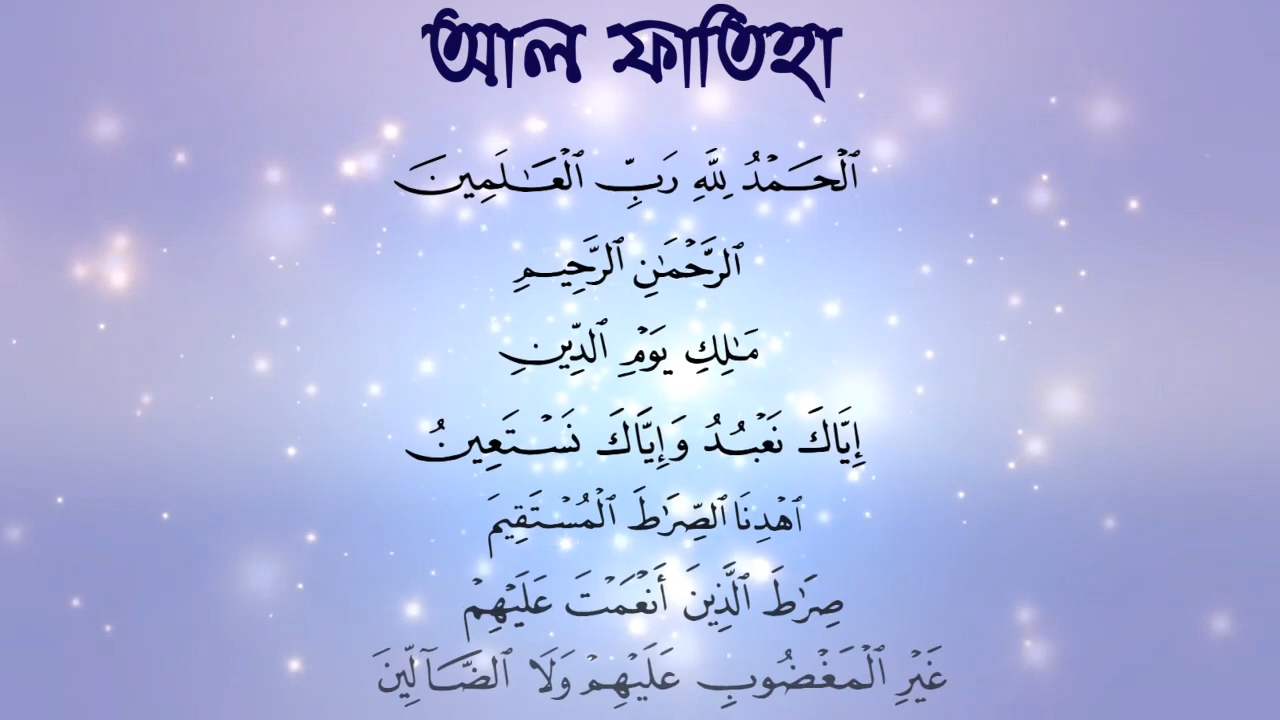 আল ফাতিহা
ٱلْحَمْدُ لِلَّهِ رَبِّ ٱلْعَـٰلَمِينَ
ٱلرَّحْمَـٰنِ ٱلرَّحِيمِ
مَـٰلِكِ يَوْمِ ٱلدِّينِ
إِيَّاكَ نَعْبُدُ وَإِيَّاكَ نَسْتَعِينُ
ٱهْدِنَا ٱلصِّرَٰطَ ٱلْمُسْتَقِيمَ
صِرَٰطَ ٱلَّذِينَ أَنْعَمْتَ عَلَيْهِمْ
غَيْرِ ٱلْمَغْضُوبِ عَلَيْهِمْ وَلَا ٱلضَّآلِّينَ